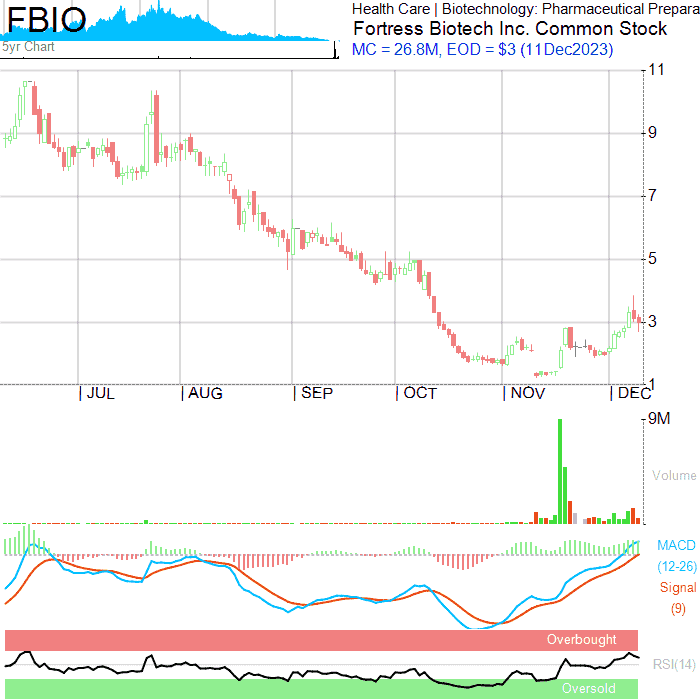 FBIO
5yr Chart
Health Care | Biotechnology: Pharmaceutical Prepara
Fortress Biotech Inc. Common Stock
MC = 26.8M, EOD = $3 (11Dec2023)
11
9
7
5
3
1
| JUL | AUG | SEP | OCT | NOV | DEC
9M
Volume
MACD
(12-26)
Signal
(9)
Overbought
RSI(14)
Oversold